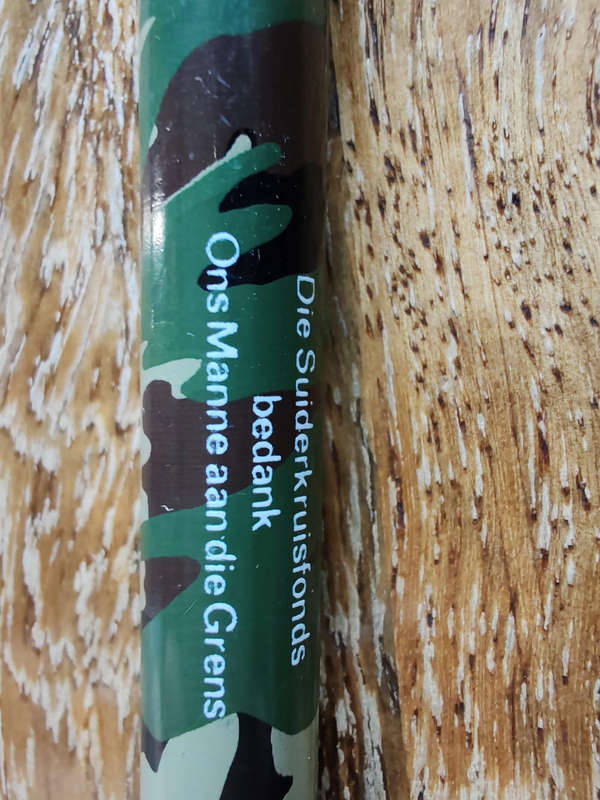 Die Suiderkruisfonds
bedank
Ons Manne aan die Grens